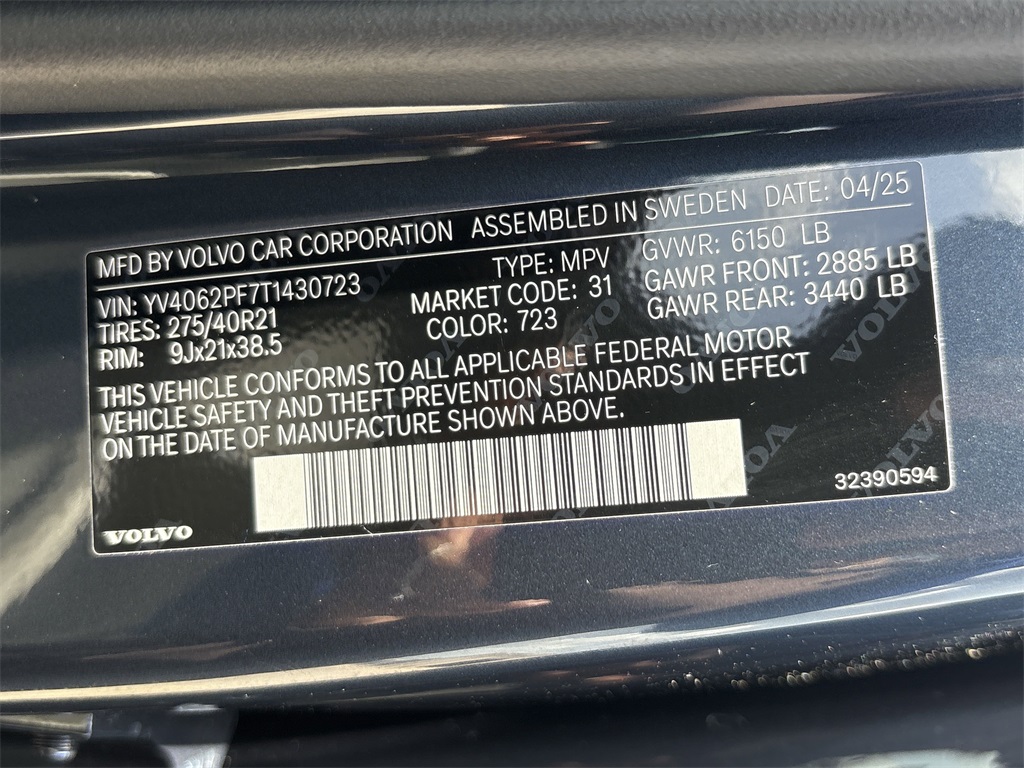 MFD BY VOLVO CAR CORPORATION ASSEMBLED IN SWEDEN DATE: 04/25
VIN: YV4062PF7T1430723 TYPE: MPV GVWR: 6150 LB
TIRES: 275/40R21 MARKET CODE: 31 GAWR FRONT: 2885 LB
RIM: 9Jx21x38.5 COLOR: 723 GAWR REAR: 3440 LB
THIS VEHICLE CONFORMS TO ALL APPLICABLE FEDERAL MOTOR
VEHICLE SAFETY AND THEFT PREVENTION STANDARDS IN EFFECT
ON THE DATE OF MANUFACTURE SHOWN ABOVE.
32390594
VOLVO